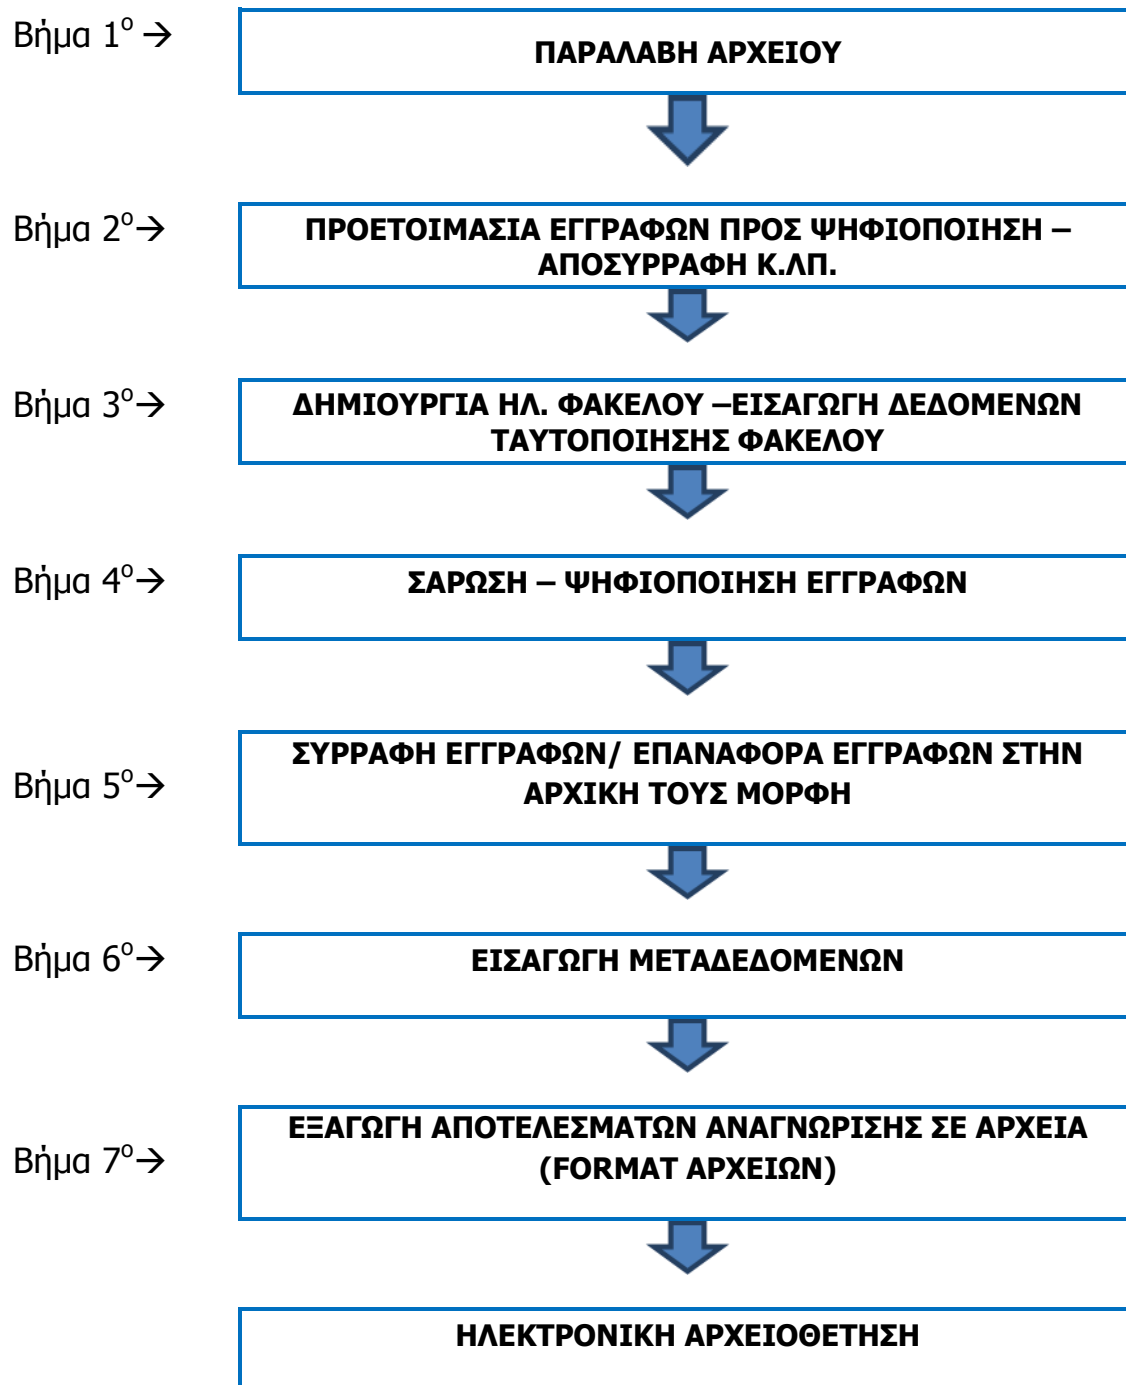 Βήμα 1ο →
ΠΑΡΑΛΑΒΗ ΑΡΧΕΙΟΥ
Βήμα 2ο→
ΠΡΟΕΤΟΙΜΑΣΙΑ ΕΓΓΡΑΦΩΝ ΠΡΟΣ ΨΗΦΙΟΠΟΙΗΣΗ –
ΑΠΟΣΥΡΡΑΦΗ Κ.ΛΠ.
Βήμα 3ο→
ΔΗΜΙΟΥΡΓΙΑ ΗΛ. ΦΑΚΕΛΟΥ –ΕΙΣΑΓΩΓΗ ΔΕΔΟΜΕΝΩΝ
ΤΑΥΤΟΠΟΙΗΣΗΣ ΦΑΚΕΛΟΥ
Βήμα 4ο→
ΣΑΡΩΣΗ – ΨΗΦΙΟΠΟΙΗΣΗ ΕΓΓΡΑΦΩΝ
Βήμα 5ο→
ΣΥΡΡΑΦΗ ΕΓΓΡΑΦΩΝ/ ΕΠΑΝΑΦΟΡΑ ΕΓΓΡΑΦΩΝ ΣΤΗΝ
ΑΡΧΙΚΗ ΤΟΥΣ ΜΟΡΦΗ
Βήμα 6ο→
ΕΙΣΑΓΩΓΗ ΜΕΤΑΔΕΔΟΜΕΝΩΝ
Βήμα 7ο→
ΕΞΑΓΩΓΗ ΑΠΟΤΕΛΕΣΜΑΤΩΝ ΑΝΑΓΝΩΡΙΣΗΣ ΣΕ ΑΡΧΕΙΑ
(FORMAT ΑΡΧΕΙΩΝ)
ΗΛΕΚΤΡΟΝΙΚΗ ΑΡΧΕΙΟΘΕΤΗΣΗ